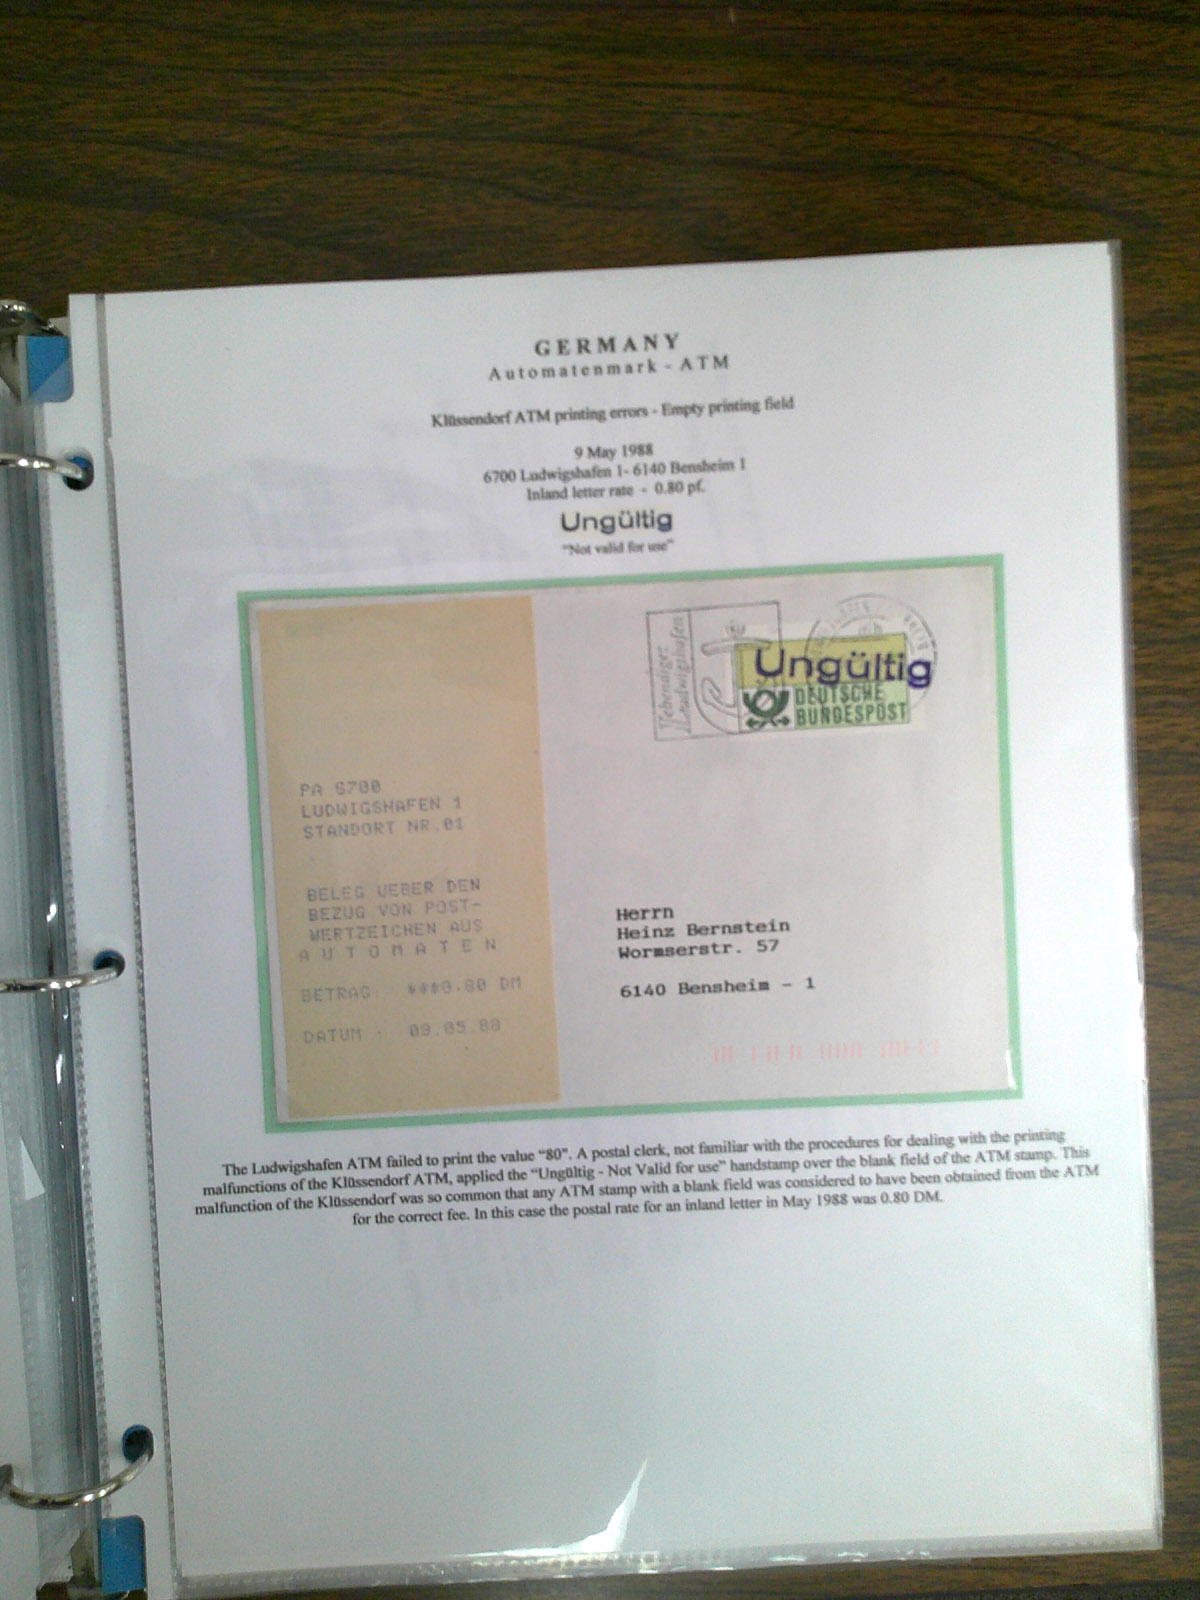 GERMANY
Automatenmark - ATM
Klüssendorf ATM printing errors - Empty printing field
9 May 1988
6700 Ludwigshafen 1- 6140 Bensheim 1
Inland letter rate - 0.80 pf.
Ungültig
"Not valid for use"
Lebendiges
Ludwigshafen
Ungültig
DEUTSCHE
BUNDESPOST
PA 6700
LUDWIGSHAFEN 1
STANDORT NR.01
BELEG UEBER DEN
BEZUG VON POST-
WERTZEICHEN AUS
A U T O M A T E N
BETRAG: ***0.80 DM
DATUM : 09.05.88
Herrn
Heinz Bernstein
Wormserstr. 57
6140 Bensheim - 1
The Ludwigshafen ATM failed to print the value "80". A postal clerk, not familiar with the procedures for dealing with the printing
malfunctions of the Klüssendorf ATM, applied the "Ungültig - Not Valid for use" handstamp over the blank field of the ATM stamp. This
malfunction of the Klüssendorf was so common that any ATM stamp with a blank field was considered to have been obtained from the ATM
for the correct fee. In this case the postal rate for an inland letter in May 1988 was 0.80 DM.